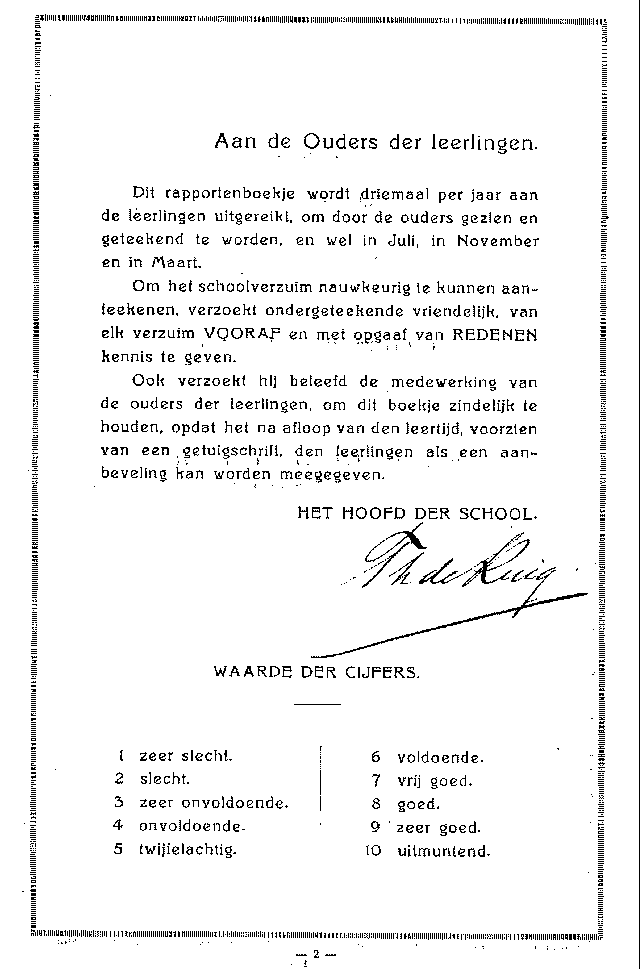 Aan de Ouders der leerlingen.
Dit rapportenboekje wordt driemaal per jaar aan
de leerlingen uitgereikt, om door de ouders gezien en
geteekend te worden, en wel in Juli, in November
en in Maart.
Om het schoolverzuim nauwkeurig te kunnen aan-
teekenen, verzoekt ondergeteekende vriendelijk, van
elk verzuim VOORAF en met opgaaf van REDENEN
kennis te geven.
Ook verzoekt hij beleefd de medewerking van
de ouders der leerlingen, om dit boekje zindelijk te
houden, opdat het na afloop van den leertijd, voorzien
van een getuigschrift, den leerlingen als een aan-
beveling kan worden meegegeven.
HET HOOFD DER SCHOOL.
Th de Ruig
WAARDE DER CIJFERS.
1 zeer slecht.
2 slecht.
3 zeer onvoldoende.
4 onvoldoende.
5 twijfelachtig.
6 voldoende.
7 vrij goed.
8 goed.
9 zeer goed.
10 uitmuntend.
— 2 —